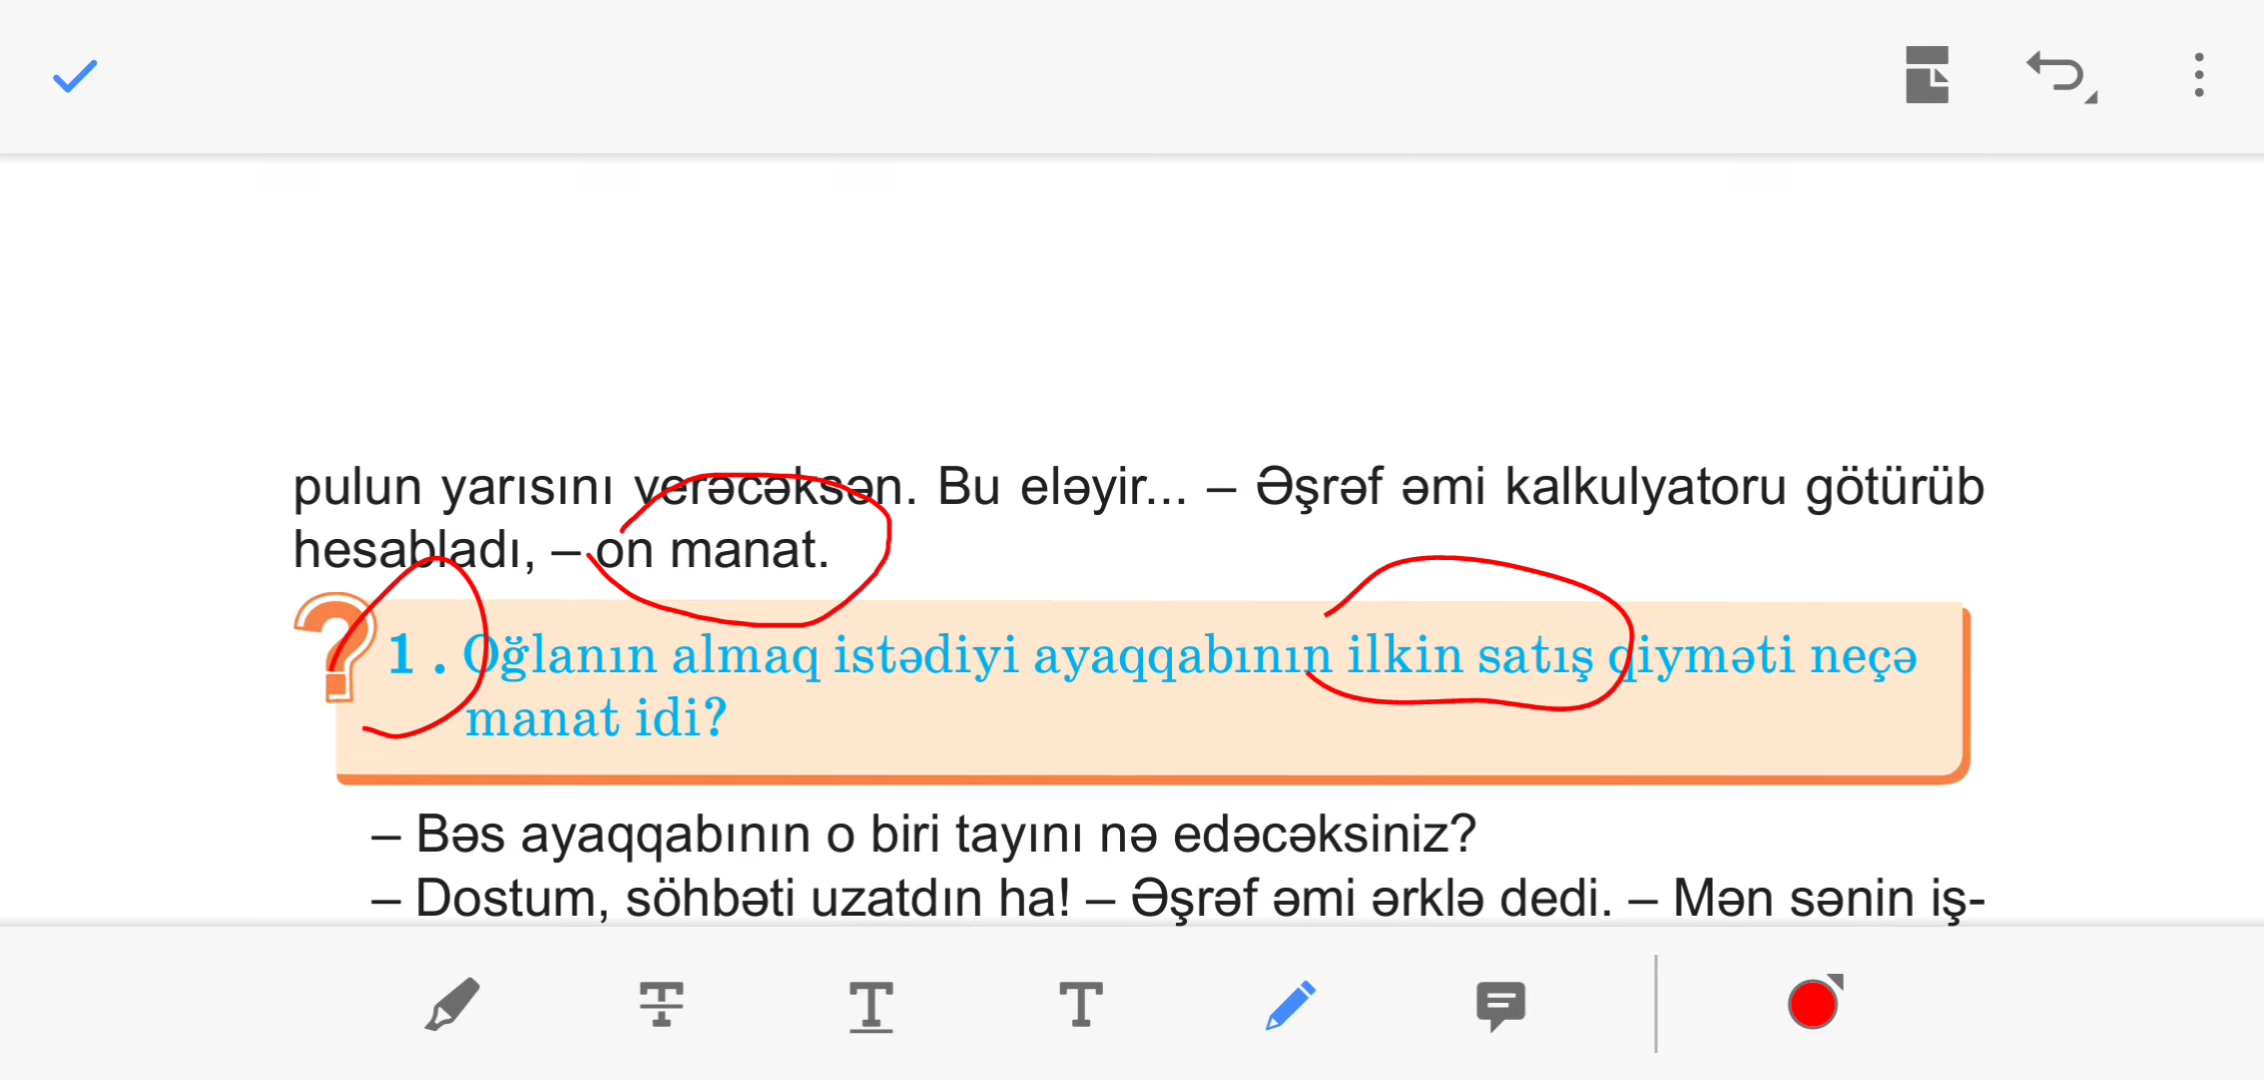 pulun yarısını verəcəksən. Bu eləyir... – Əşrəf əmi kalkulyatoru götürüb
hesabladı, – on manat.
? 1 . Oğlanın almaq istədiyi ayaqqabının ilkin satış qiyməti neçə
manat idi?
– Bəs ayaqqabının o biri tayını nə edəcəksiniz?
– Dostum, söhbəti uzatdın ha! – Əşrəf əmi ərklə dedi. – Mən sənin iş-